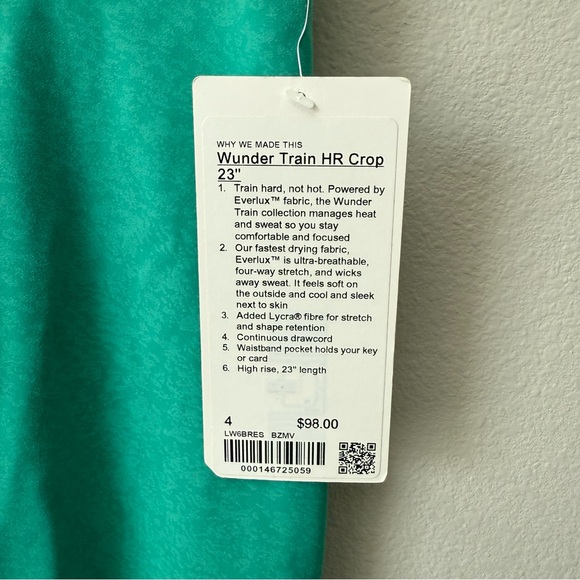 WHY WE MADE THIS
Wunder Train HR Crop
23"
1. Train hard, not hot. Powered by
Everlux™ fabric, the Wunder
Train collection manages heat
and sweat so you stay
comfortable and focused
2. Our fastest drying fabric,
Everlux™ is ultra-breathable,
four-way stretch, and wicks
away sweat. It feels soft on
the outside and cool and sleek
next to skin
3. Added Lycra® fibre for stretch
and shape retention
4. Continuous drawcord
5. Waistband pocket holds your key
or card
6. High rise, 23" length
4 $98.00
LW6BRES BZMV
000146725059